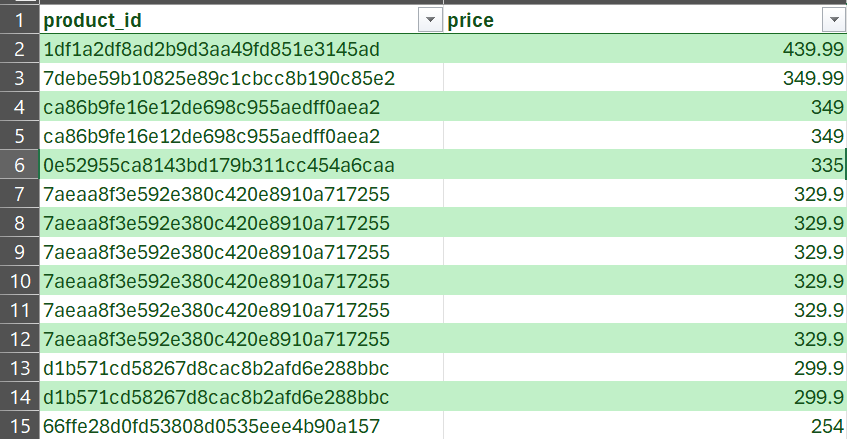 1 product_id price
2 1df1a2df8ad2b9d3aa49fd851e3145ad 439.99
3 7debe59b10825e89c1cbcc8b190c85e2 349.99
4 ca86b9fe16e12de698c955aedff0aea2 349
5 ca86b9fe16e12de698c955aedff0aea2 349
6 0e52955ca8143bd179b311cc454a6caa 335
7 7aeaa8f3e592e380c420e8910a717255 329.9
8 7aeaa8f3e592e380c420e8910a717255 329.9
9 7aeaa8f3e592e380c420e8910a717255 329.9
10 7aeaa8f3e592e380c420e8910a717255 329.9
11 7aeaa8f3e592e380c420e8910a717255 329.9
12 7aeaa8f3e592e380c420e8910a717255 329.9
13 d1b571cd58267d8cac8b2afd6e288bbc 299.9
14 d1b571cd58267d8cac8b2afd6e288bbc 299.9
15 66ffe28d0fd53808d0535eee4b90a157 254